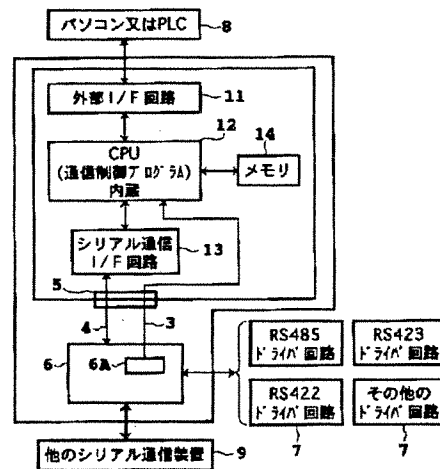 パソコン又はPLC
8
外部I/F回路
11
12
CPU
(通信制御プログラム)
内蔵
14
メモリ
シリアル通信
I/F回路
13
5
4
3
6
6A
RS485
ドライバ回路
RS423
ドライバ回路
RS422
ドライバ回路
その他の
ドライバ回路
7
7
他のシリアル通信装置
9